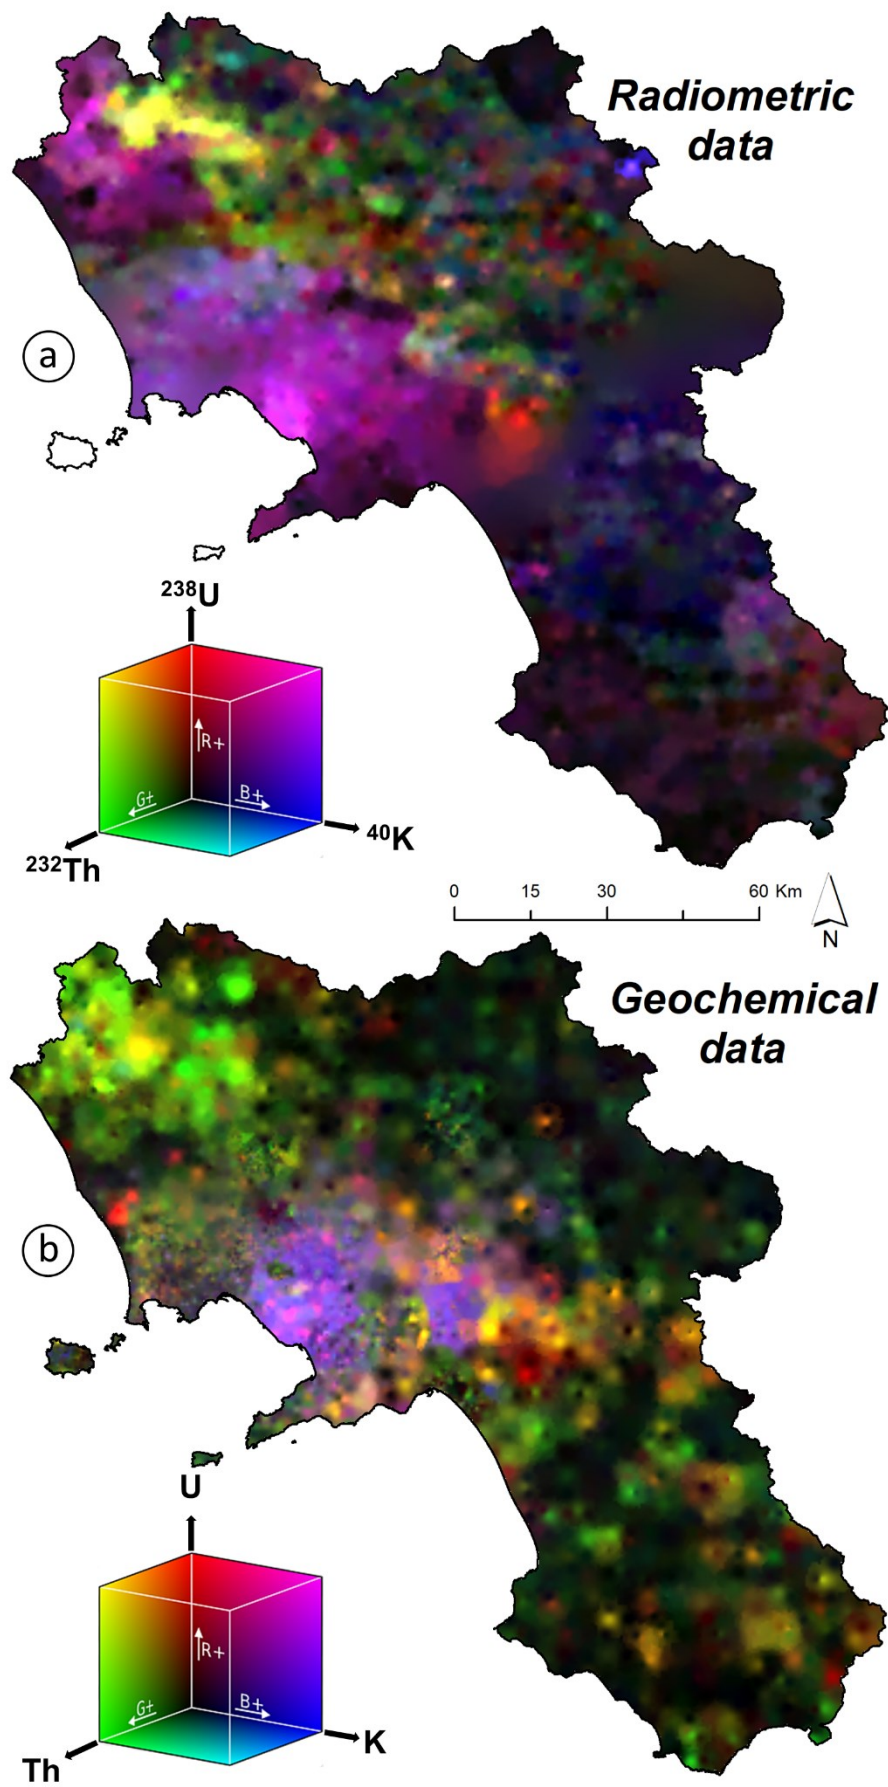 Radiometric
data
a
²³⁸U
R+
G+
B+
⁴⁰K
²³²Th
0 15 30 60 Km
N
Geochemical
data
b
U
R+
G+
B+
K
Th